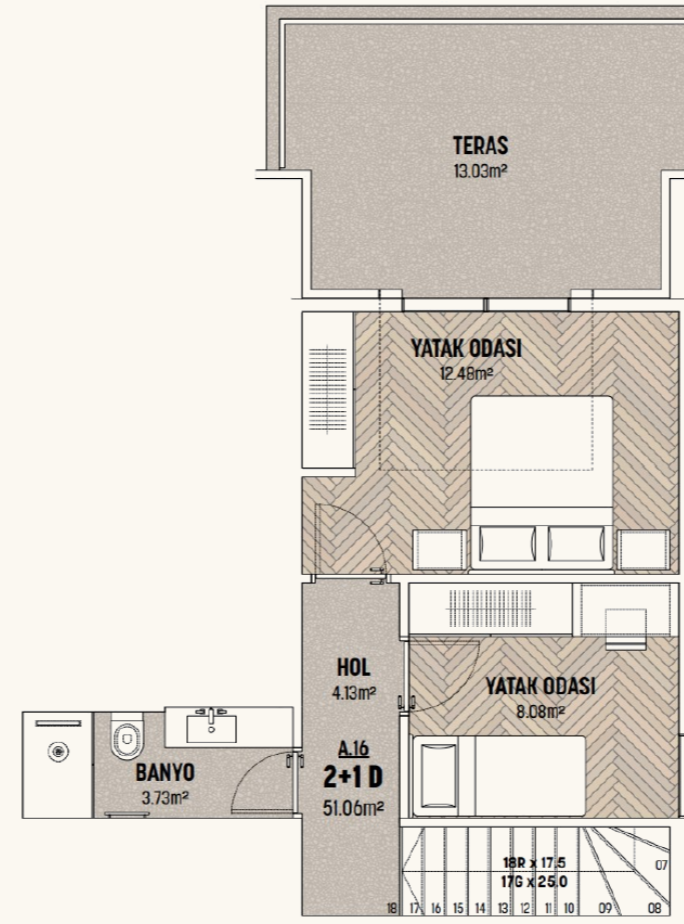 TERAS
13.03m²
YATAK ODASI
12.48m²
HOL
4.13m²
YATAK ODASI
8.08m²
BANYO
3.73m²
A.16
2+1 D
51.06m²
18R x 17.5
17G x 25.0
07
18 17 16 15 14 13 12 11 10 09 08